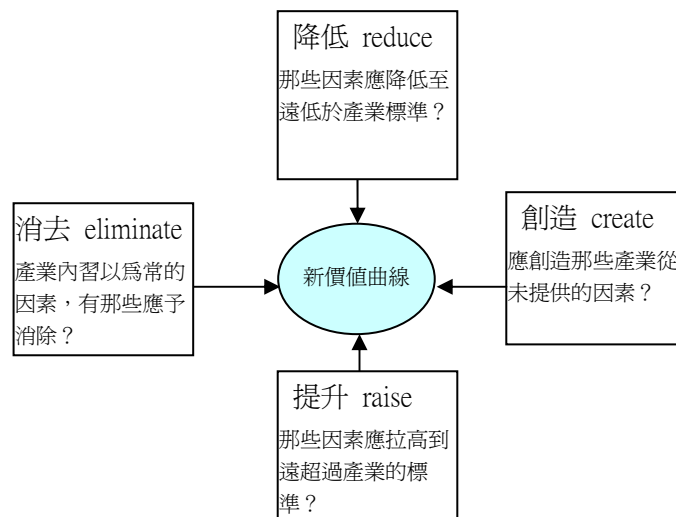 降低 reduce
那些因素應降低至
遠低於產業標準？
消去 eliminate
產業內習以爲常的
因素，有那些應予
消除？
新價值曲線
創造 create
應創造那些產業從
未提供的因素？
提升 raise
那些因素應拉高到
遠超過產業的標
準？